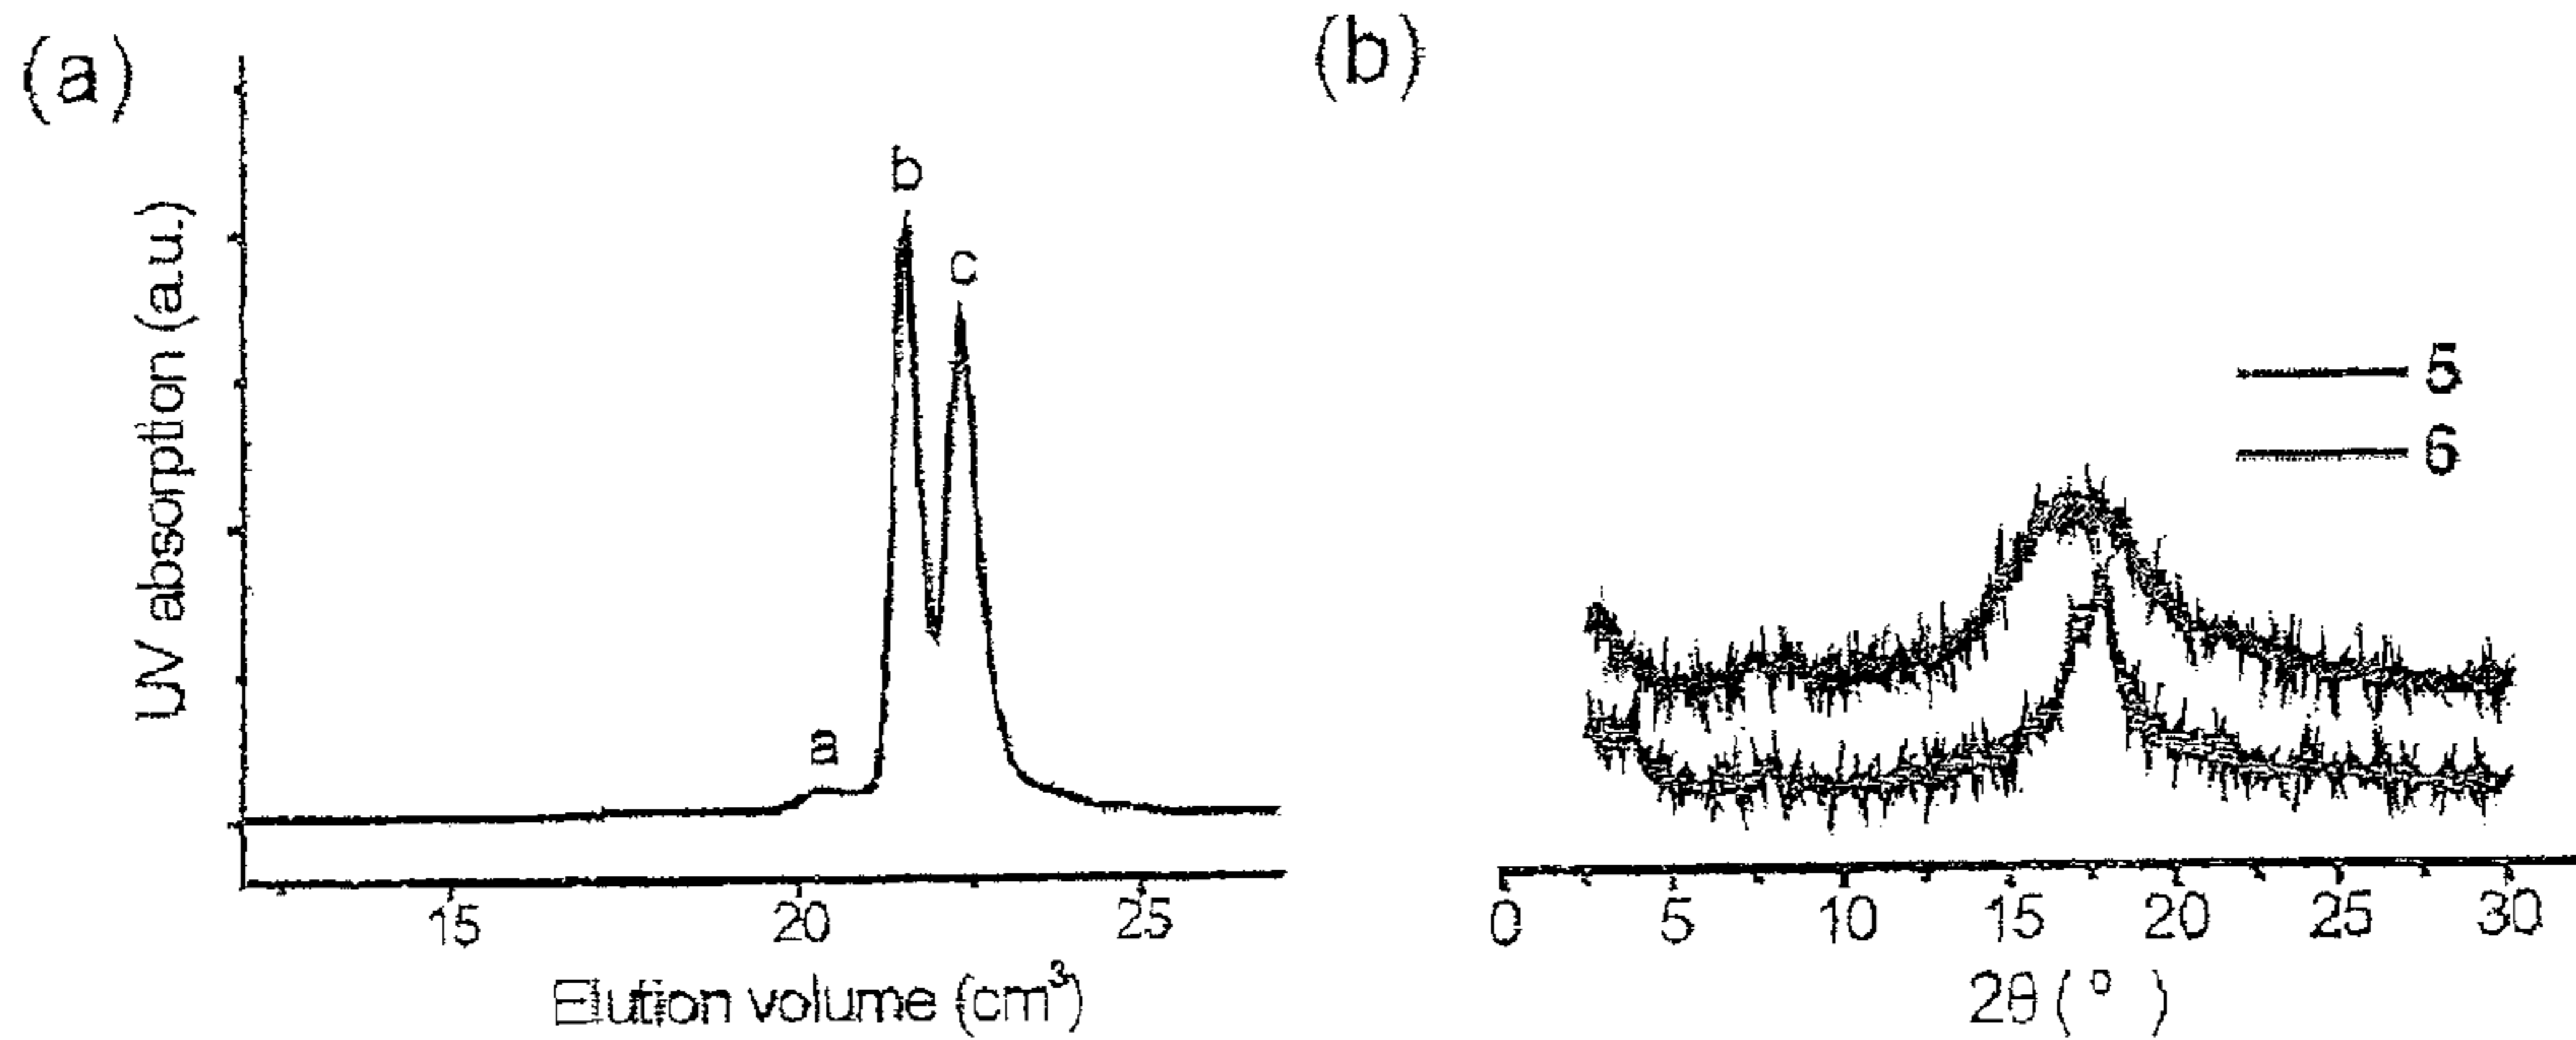 (a)
UV absorption (a.u.)
a
b
c
15 20 25
Elution volume (cm³)
(b)
5
6
0 5 10 15 20 25 30
2θ ( ° )